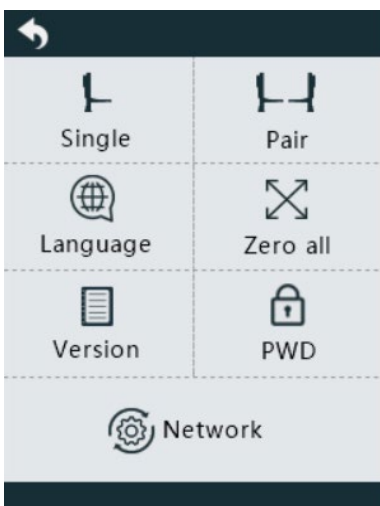 Single
Pair
Language
Zero all
Version
PWD
Network